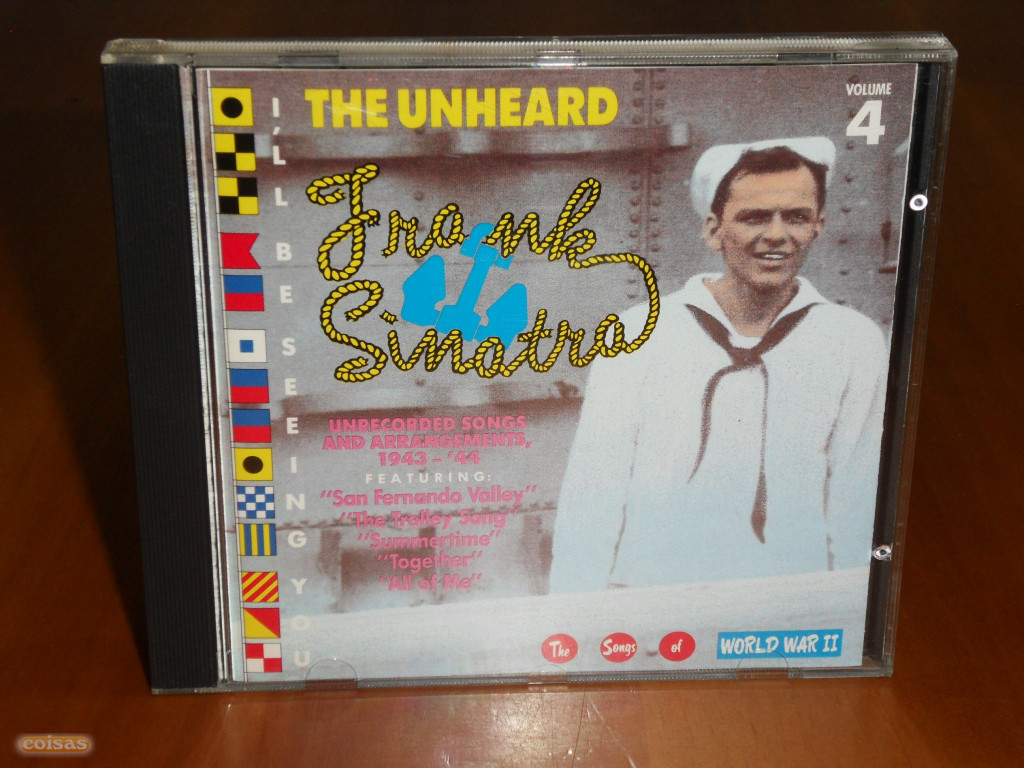 THE UNHEARD
VOLUME
4
Frank
Sinatra
I'LL BE SEEING YOU
UNRECORDED SONGS
AND ARRANGEMENTS,
1943 - '44
FEATURING:
"San Fernando Valley"
"The Trolley Song"
"Summertime"
"Together"
"All of Me"
The Songs of WORLD WAR II
coisas